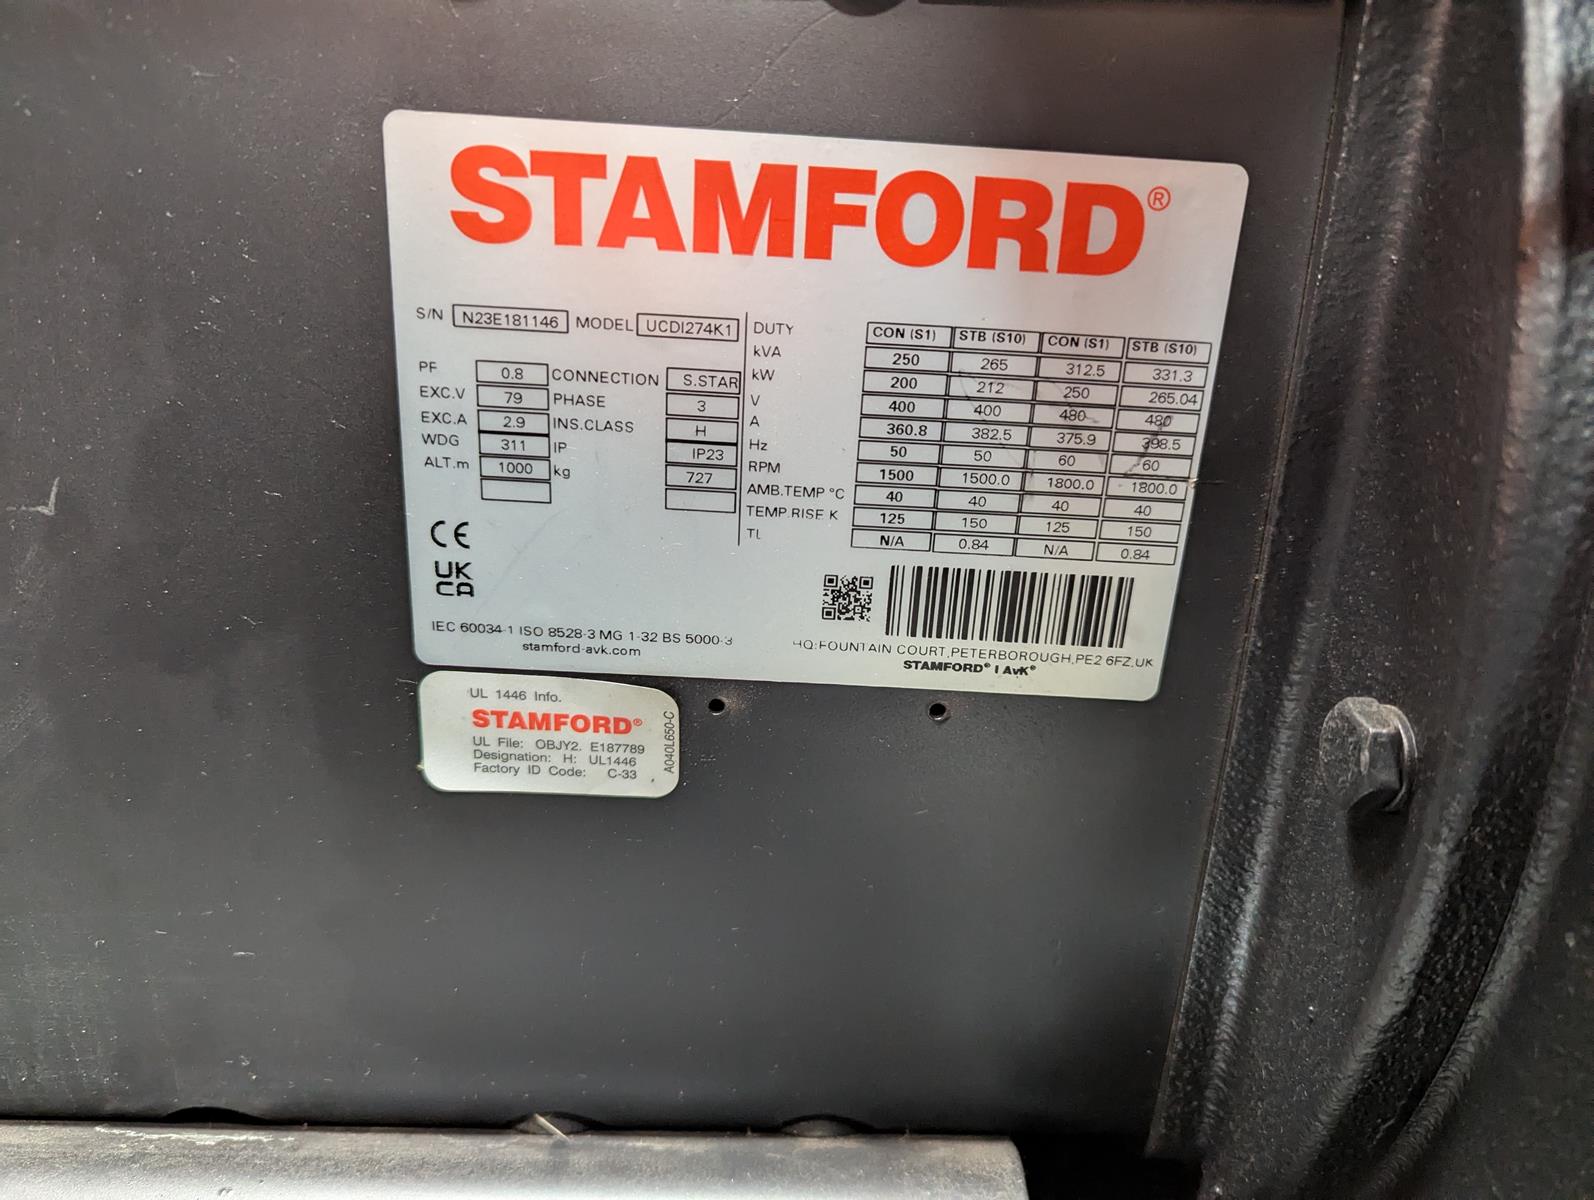 STAMFORD®
S/N N23E181146 MODEL UCDI274K1
PF 0.8 CONNECTION S.STAR
EXC.V 79 PHASE 3
EXC.A 2.9 INS.CLASS H
WDG 311 IP IP23
ALT.m 1000 kg 727
DUTY CON (S1) STB (S10) CON (S1) STB (S10)
kVA 250 265 312.5 331.3
kW 200 212 250 265.04
V 400 400 480 480
A 360.8 382.5 375.9 398.5
Hz 50 50 60 60
RPM 1500 1500.0 1800.0 1800.0
AMB.TEMP °C 40 40 40 40
TEMP.RISE K 125 150 125 150
TL N/A 0.84 N/A 0.84
CE
UK
CA
IEC 60034-1 ISO 8528-3 MG 1-32 BS 5000-3
stamford-avk.com
HQ:FOUNTAIN COURT,PETERBOROUGH,PE2 6FZ,UK
STAMFORD® | AvK®
UL 1446 Info.
STAMFORD®
UL File: OBJY2. E187789
Designation: H: UL1446
Factory ID Code: C-33
A040L650-C